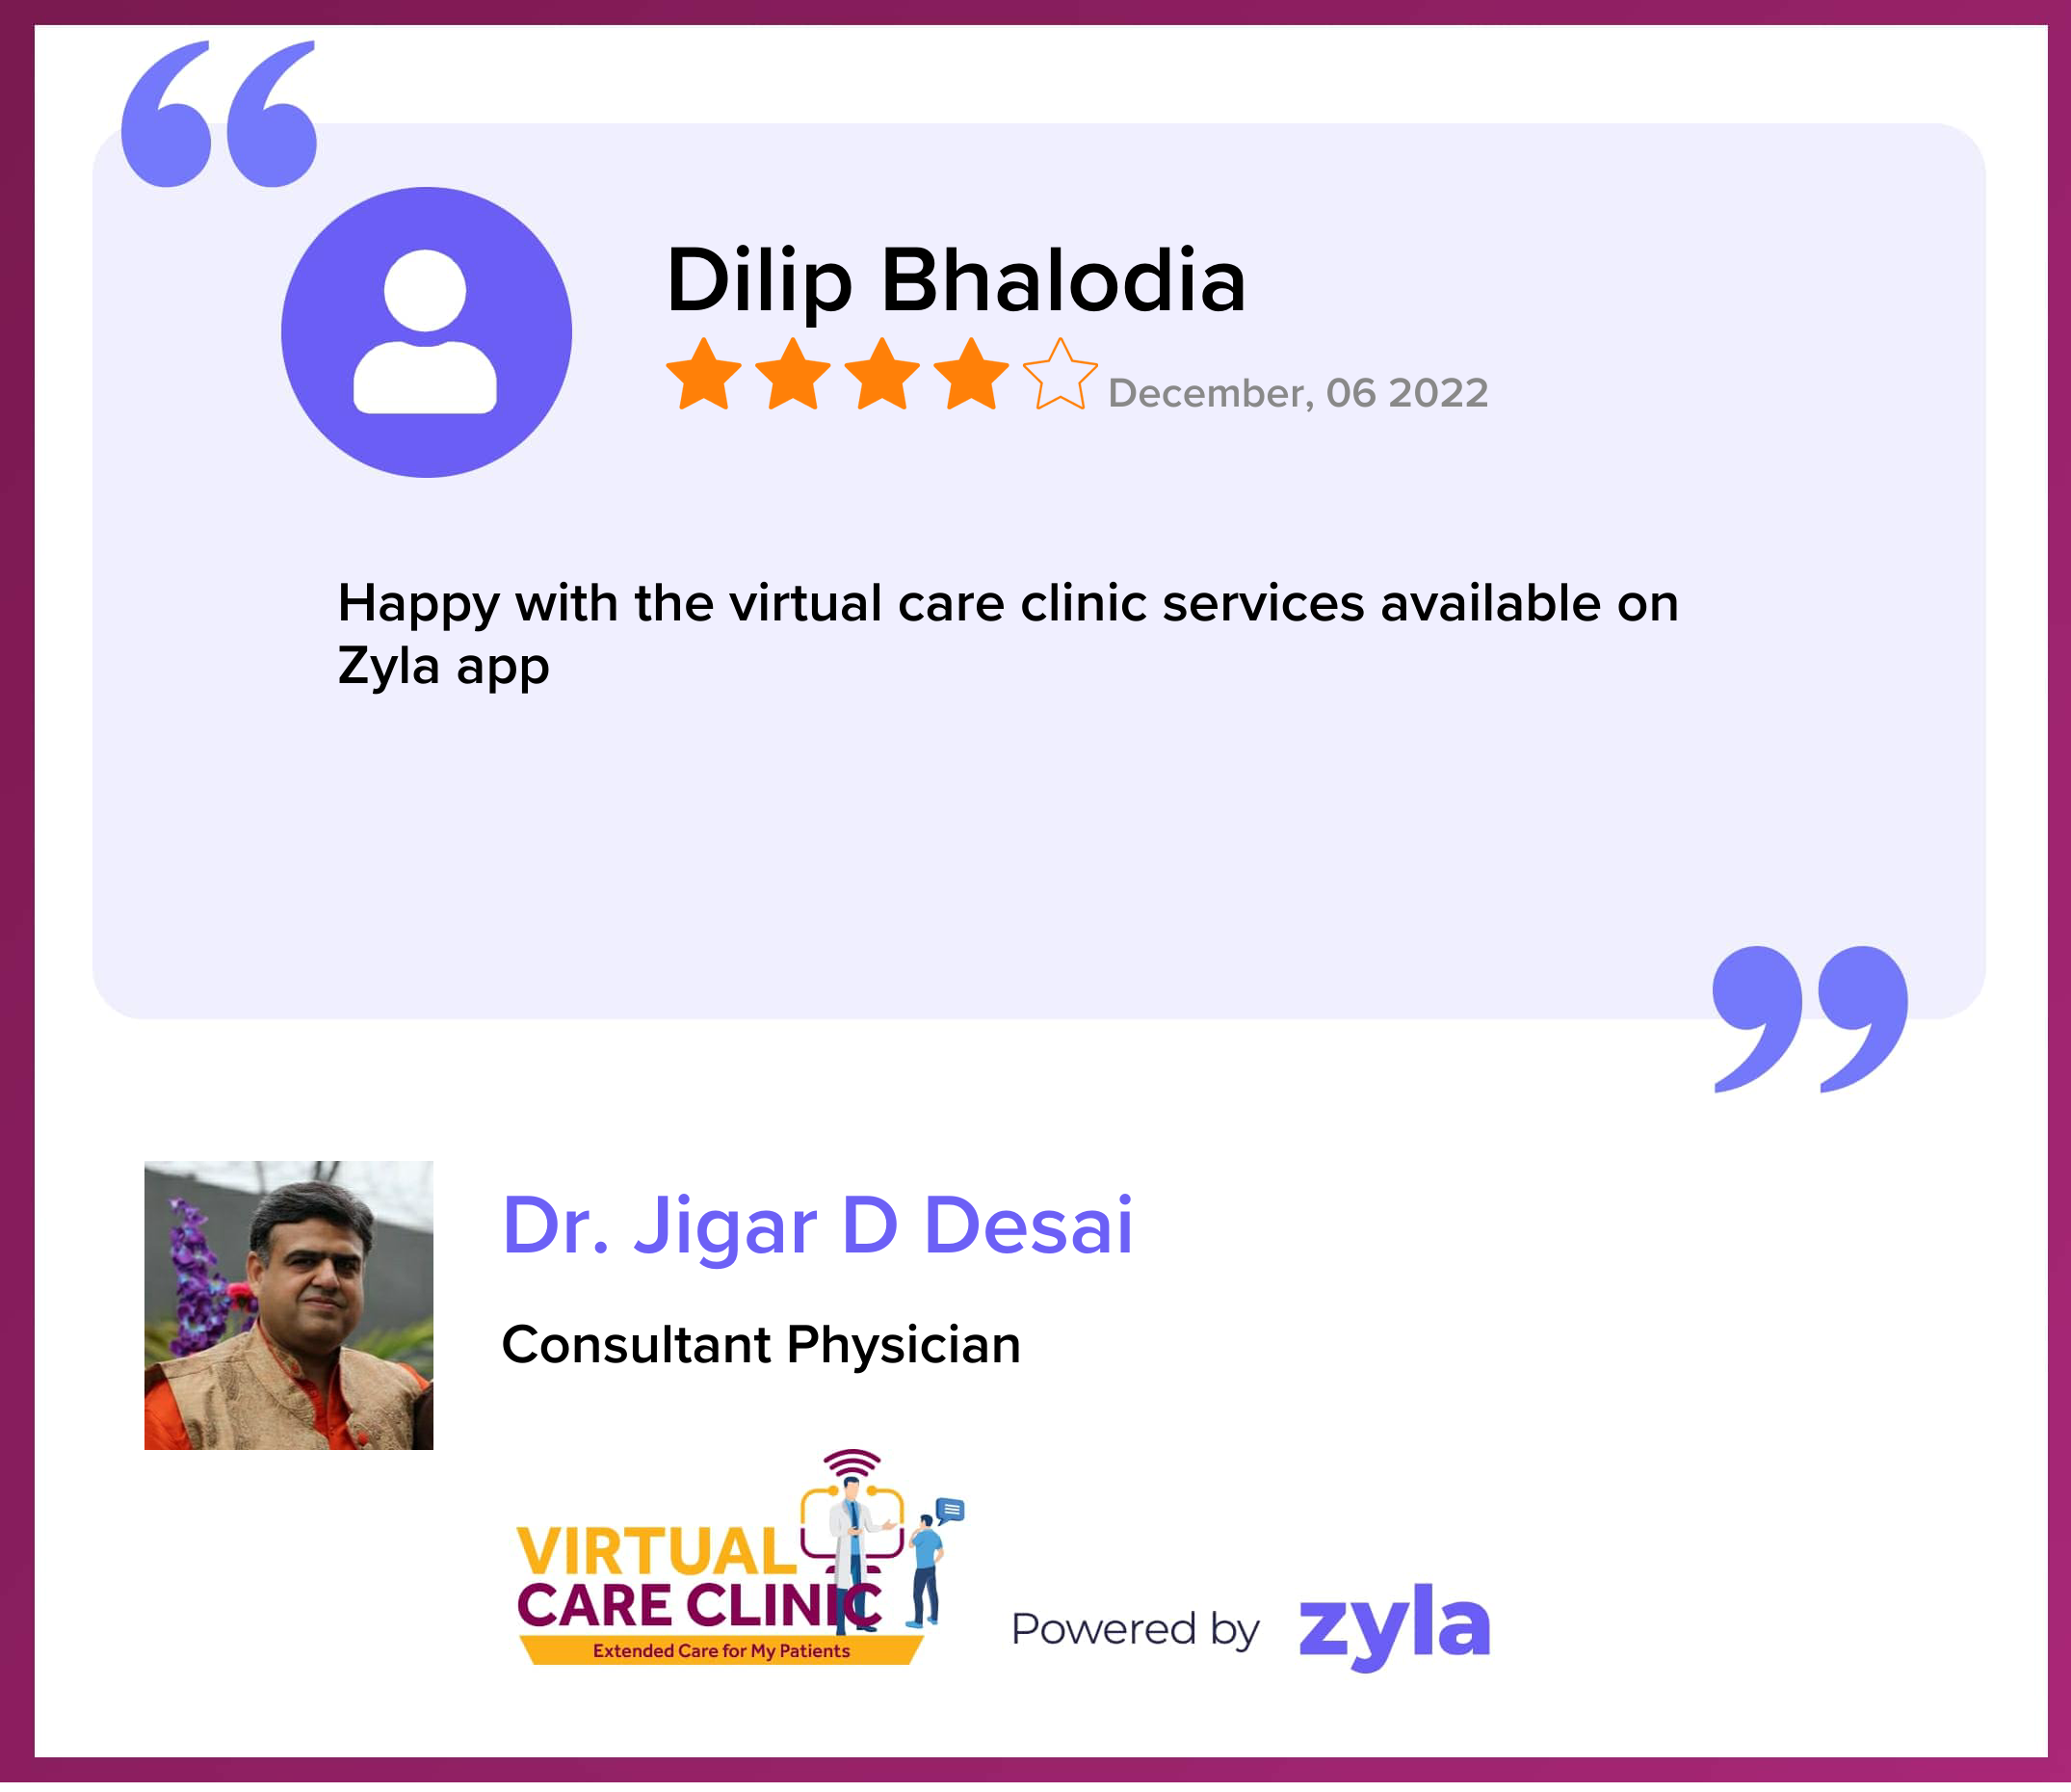 Dilip Bhalodia
December, 06 2022
Happy with the virtual care clinic services available on
Zyla app
Dr. Jigar D Desai
Consultant Physician
VIRTUAL
CARE CLINIC
Extended Care for My Patients
Powered by zyla